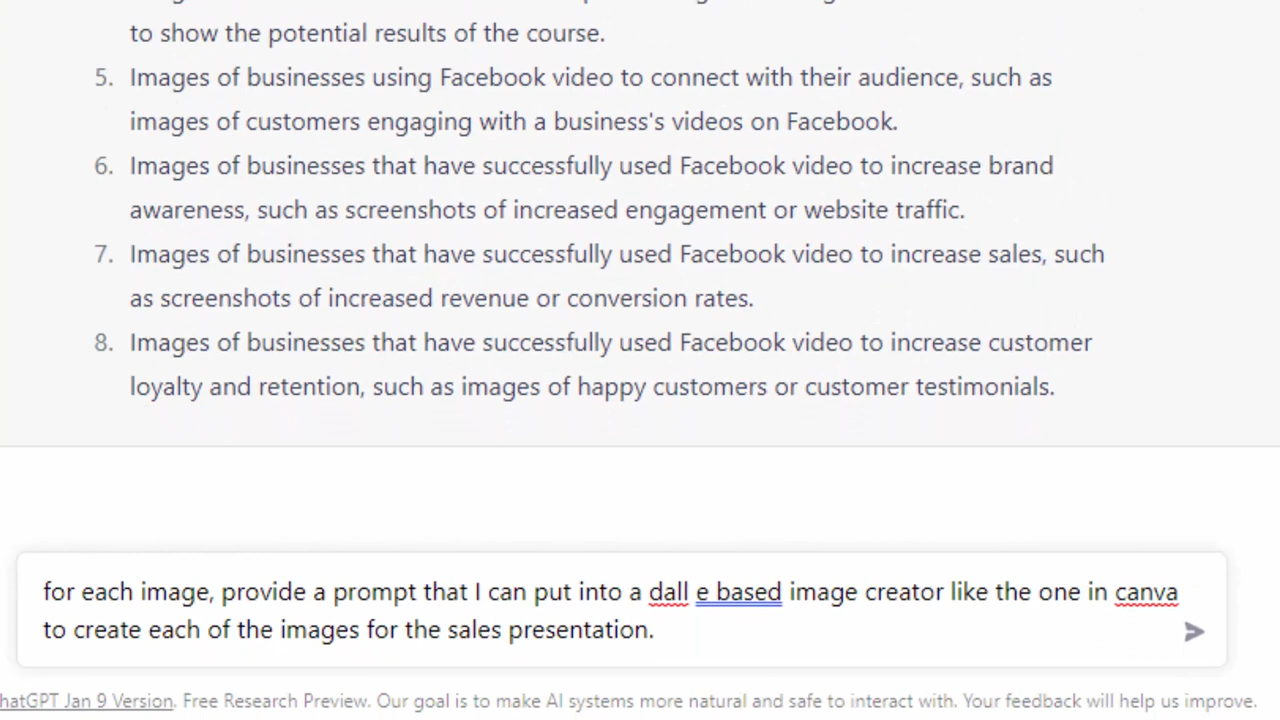 to show the potential results of the course.
5. Images of businesses using Facebook video to connect with their audience, such as
images of customers engaging with a business's videos on Facebook.
6. Images of businesses that have successfully used Facebook video to increase brand
awareness, such as screenshots of increased engagement or website traffic.
7. Images of businesses that have successfully used Facebook video to increase sales, such
as screenshots of increased revenue or conversion rates.
8. Images of businesses that have successfully used Facebook video to increase customer
loyalty and retention, such as images of happy customers or customer testimonials.
for each image, provide a prompt that I can put into a dall e based image creator like the one in canva
to create each of the images for the sales presentation.
hatGPT Jan 9 Version. Free Research Preview. Our goal is to make AI systems more natural and safe to interact with. Your feedback will help us improve.